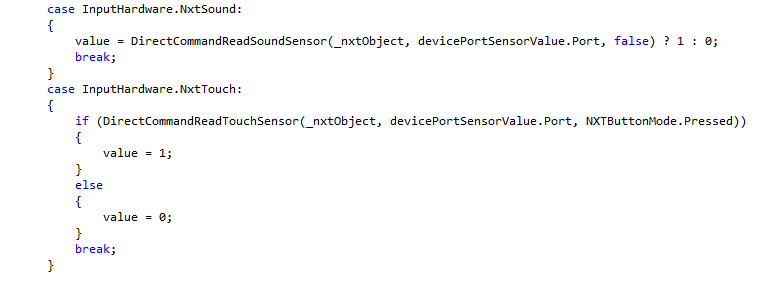 case InputHardware.NxtSound:
{
value = DirectCommandReadSoundSensor(_nxtObject, devicePortSensorValue.Port, false) ? 1 : 0;
break;
}
case InputHardware.NxtTouch:
{
if (DirectCommandReadTouchSensor(_nxtObject, devicePortSensorValue.Port, NXTButtonMode.Pressed))
{
value = 1;
}
else
{
value = 0;
}
break;
}